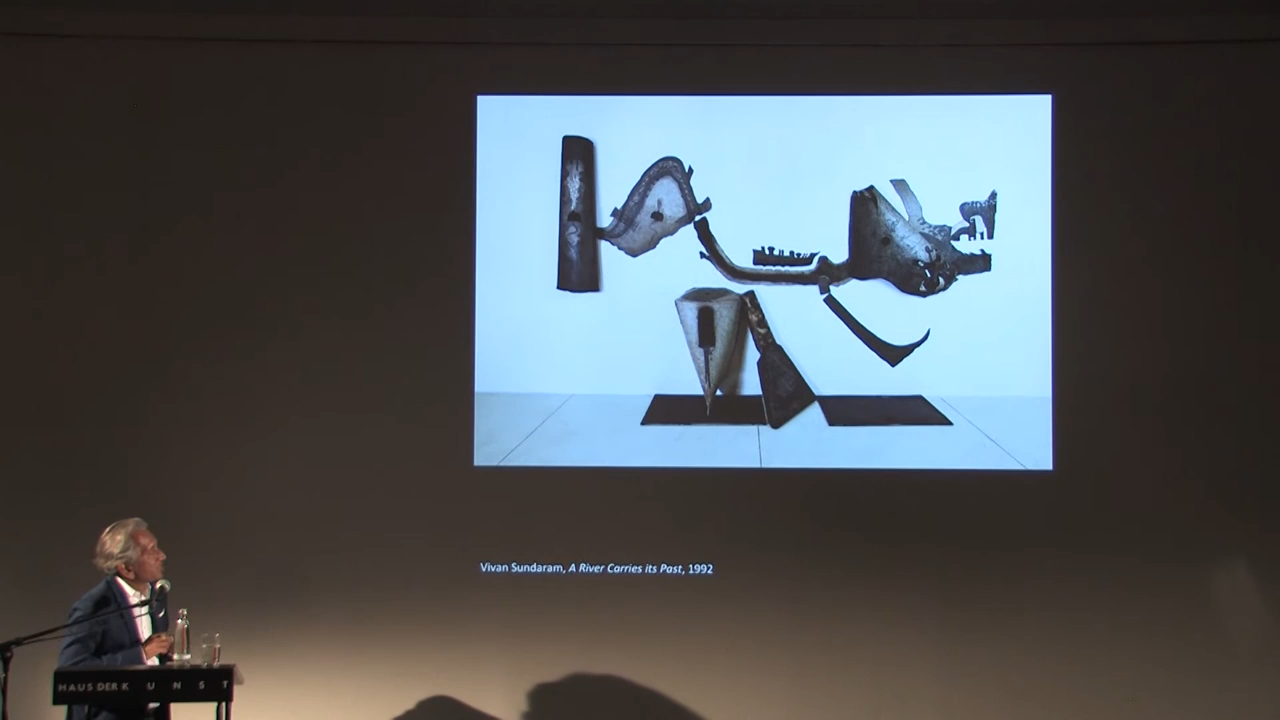 Vivan Sundaram, A River Carries its Past, 1992
HAUS DER K U N S T